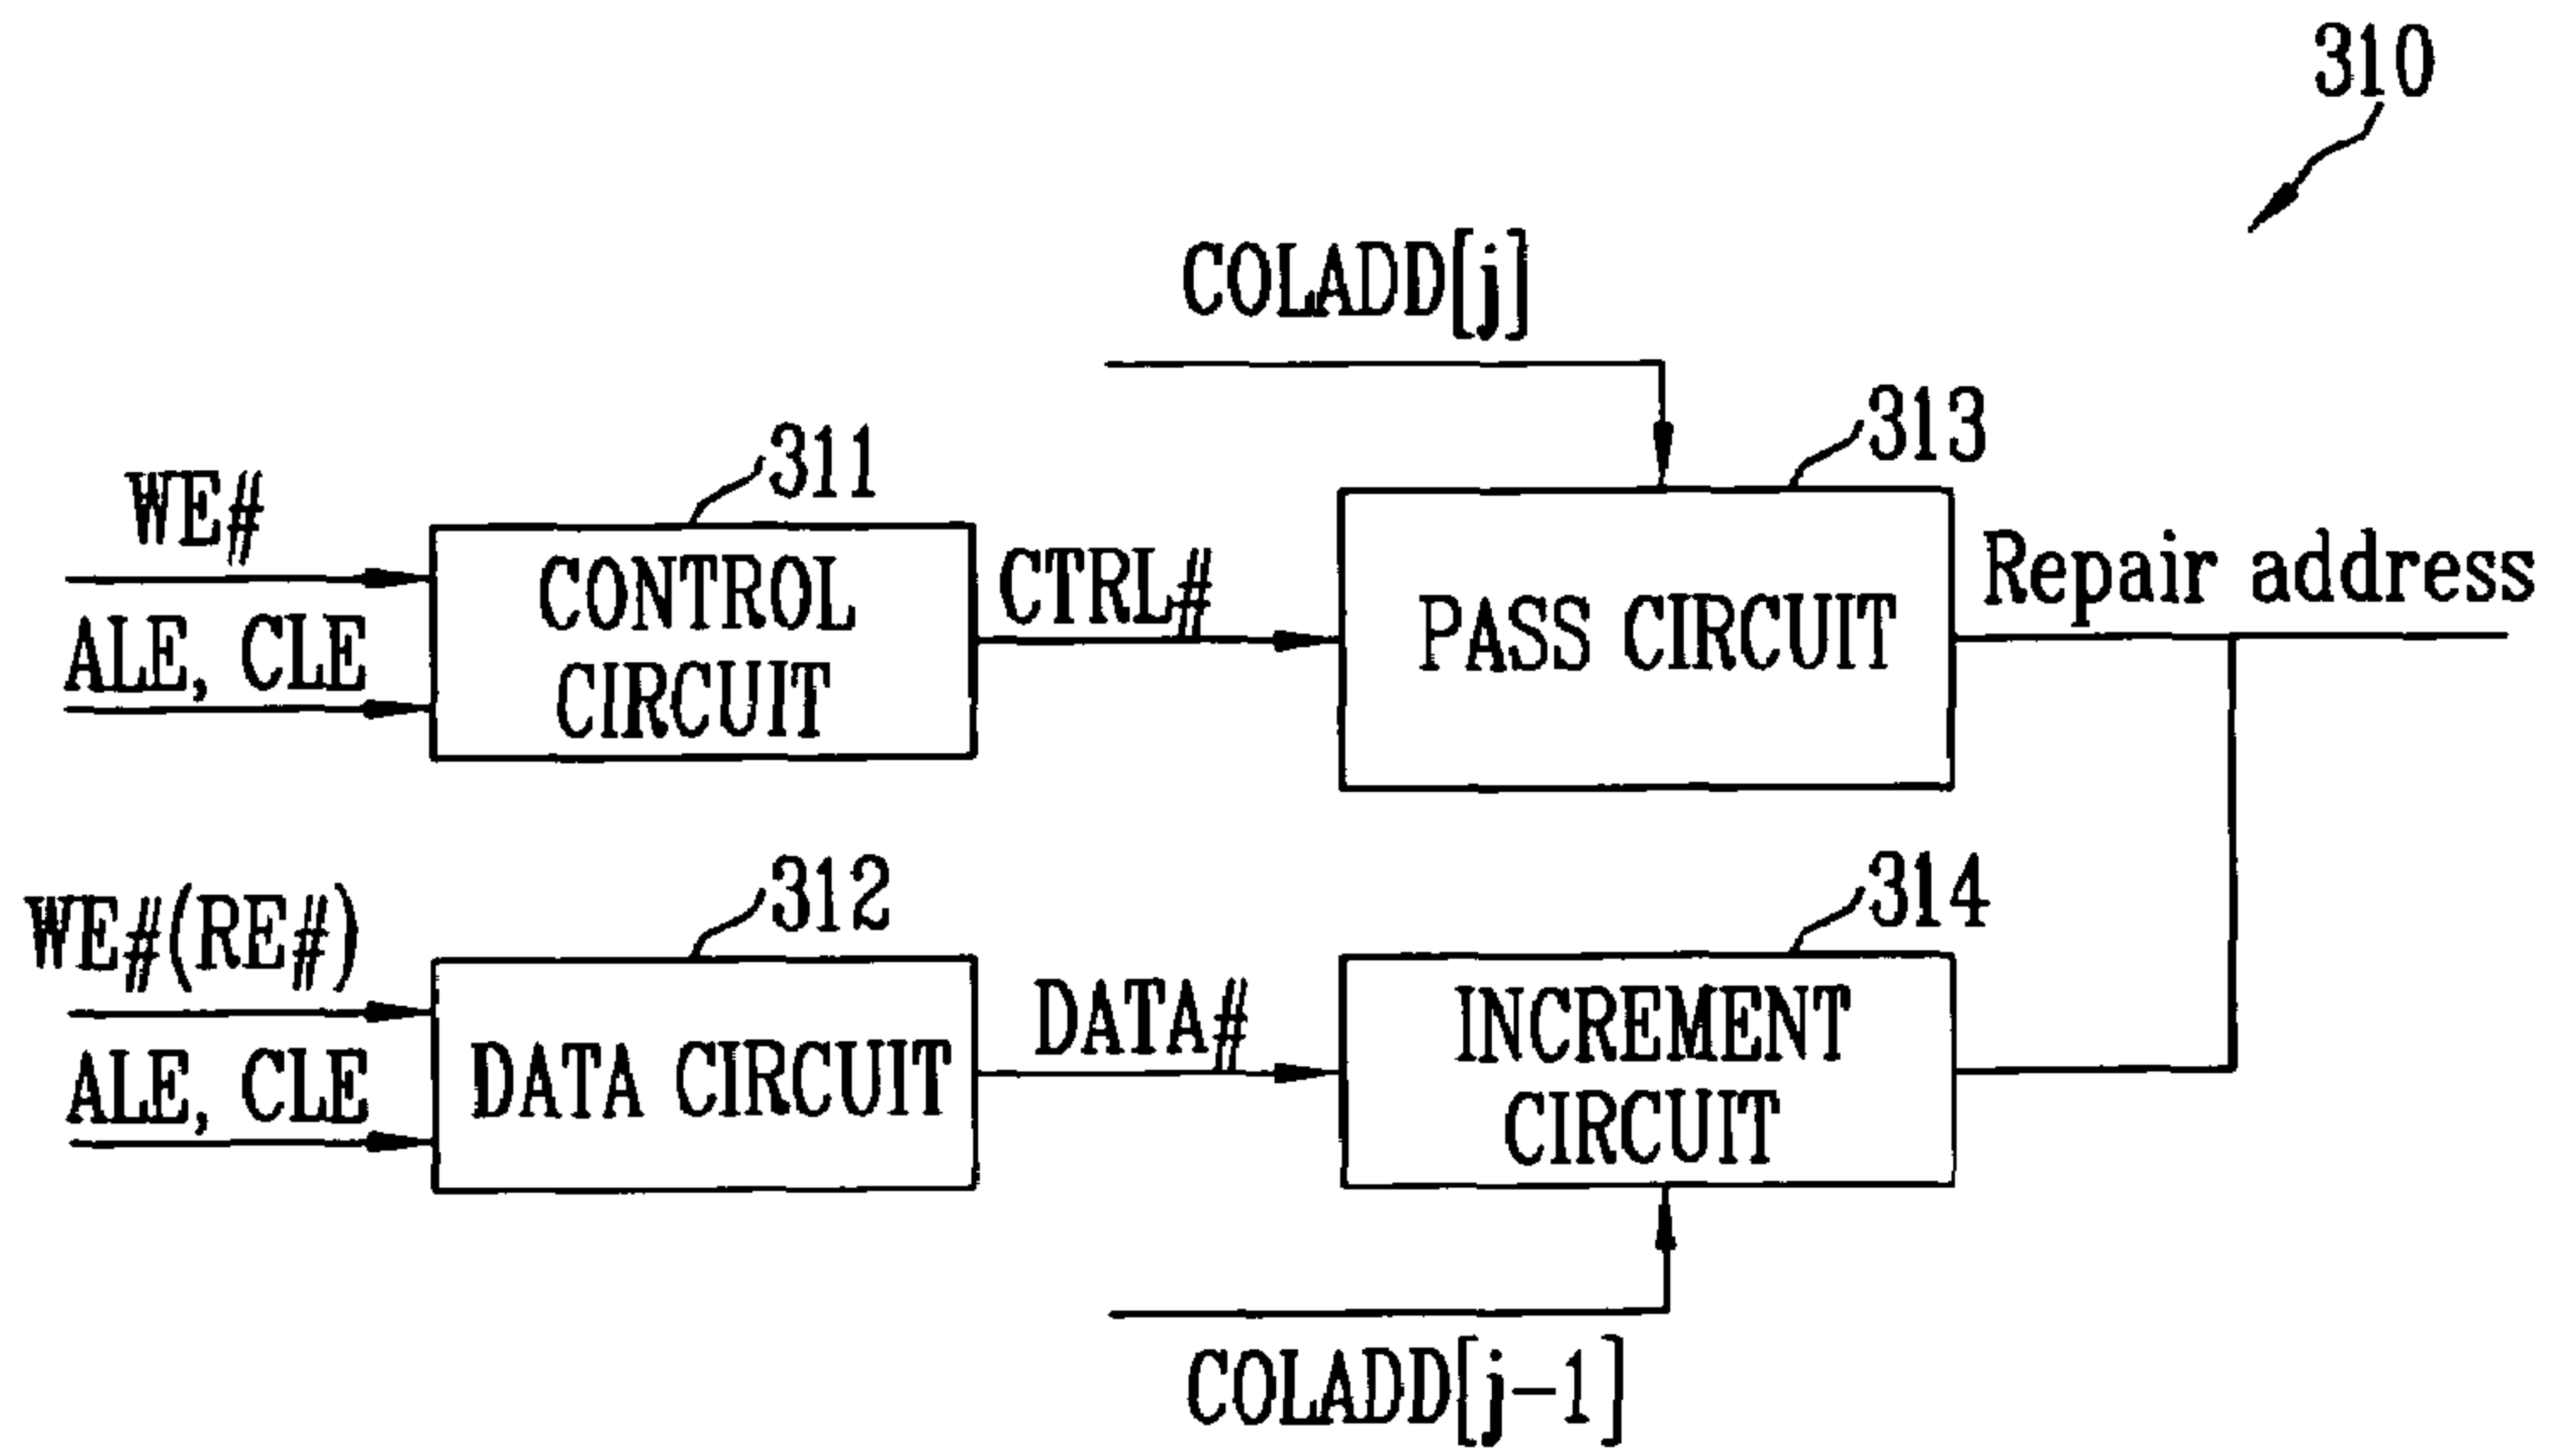 310
COLADD[j]
313
311
WE#
CONTROL
CIRCUIT
ALE, CLE
CTRL#
PASS CIRCUIT
Repair address
312
314
WE#(RE#)
DATA CIRCUIT
ALE, CLE
DATA#
INCREMENT
CIRCUIT
COLADD[j-1]